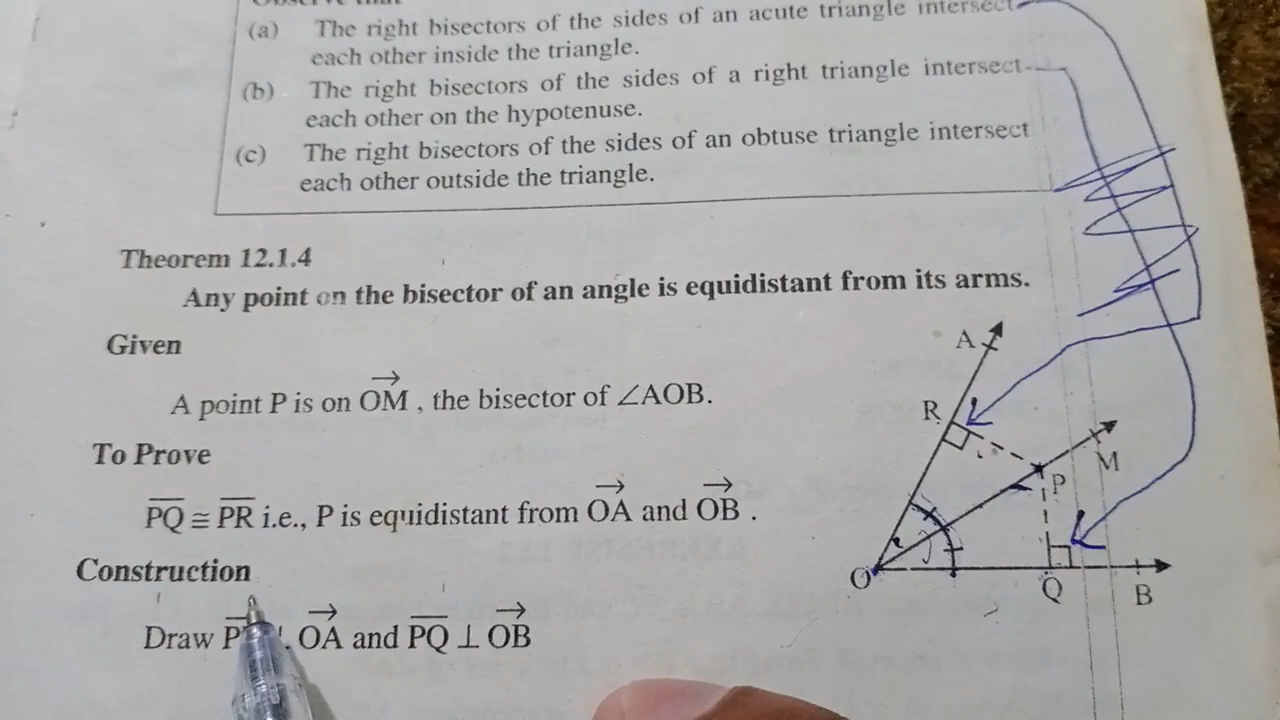 Observe that
(a) The right bisectors of the sides of an acute triangle intersect
each other inside the triangle.
(b) The right bisectors of the sides of a right triangle intersect
each other on the hypotenuse.
(c) The right bisectors of the sides of an obtuse triangle intersect
each other outside the triangle.
Theorem 12.1.4
Any point on the bisector of an angle is equidistant from its arms.
Given
A point P is on OM→, the bisector of ∠AOB.
To Prove
P̅Q̅ ≅ P̅R̅ i.e., P is equidistant from OA→ and OB→.
Construction
Draw P OA→ and P̅Q̅ ⊥ OB→
A
R
M
P
O
Q
B